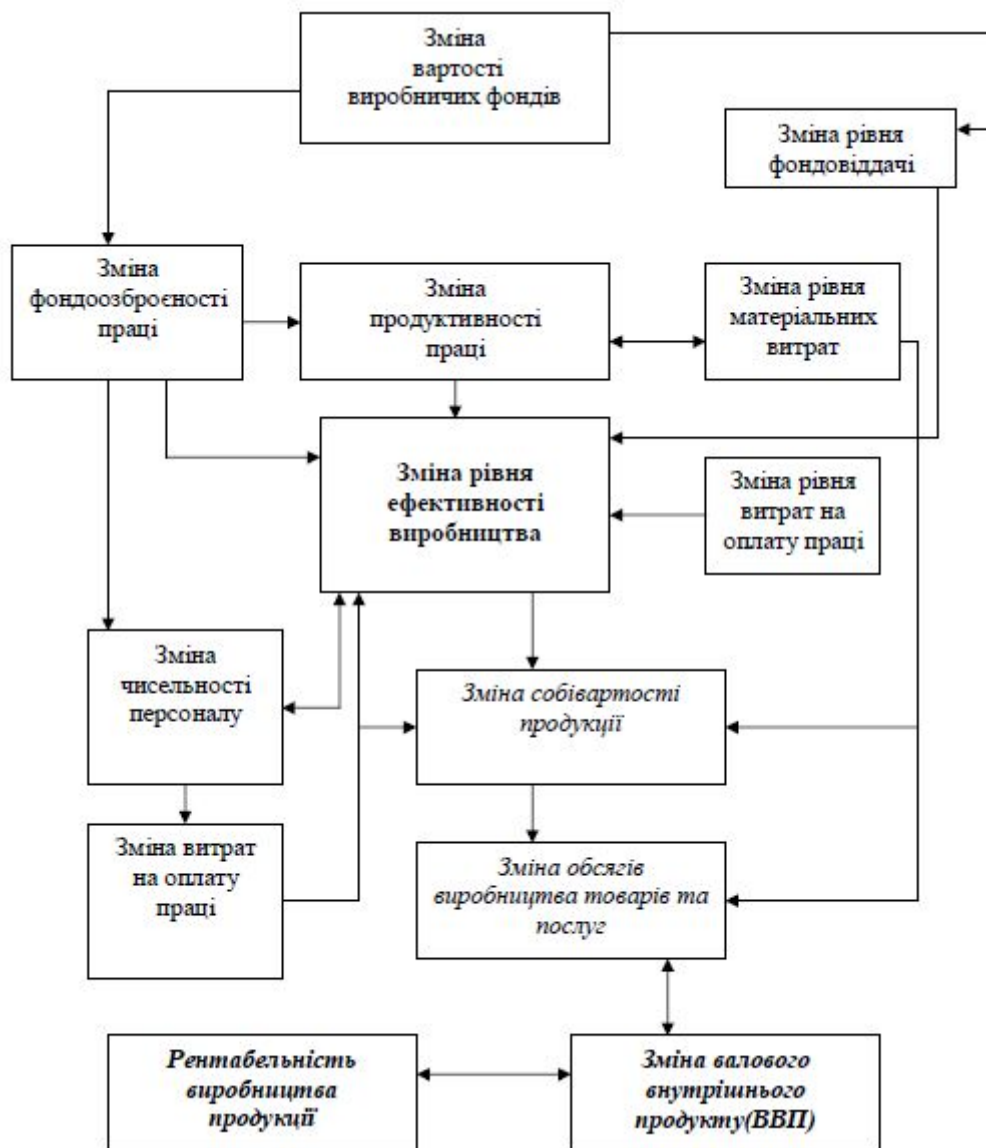 Зміна
вартості
виробничих фондів
Зміна рівня
фондовіддачі
Зміна
фондоозброєності
праці
Зміна
продуктивності
праці
Зміна рівня
матеріальних
витрат
Зміна рівня
ефективності
виробництва
Зміна рівня
витрат на
оплату праці
Зміна
чисельності
персоналу
Зміна собівартості
продукції
Зміна витрат
на оплату
праці
Зміна обсягів
виробництва товарів та
послуг
Рентабельність
виробництва
продукції
Зміна валового
внутрішнього
продукту(ВВП)